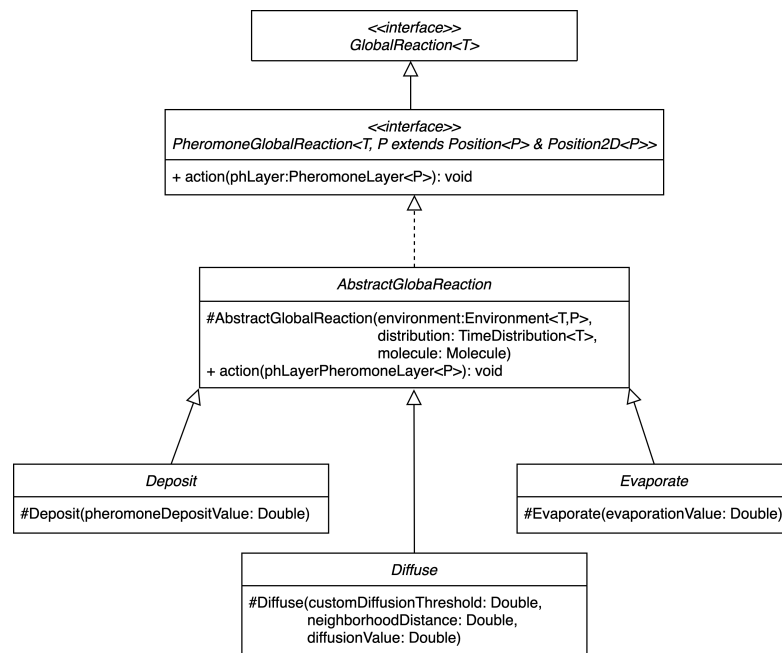 <<interface>>
GlobalReaction<T>
<<interface>>
PheromoneGlobalReaction<T, P extends Position<P> & Position2D<P>>
+ action(phLayer:PheromoneLayer<P>): void
AbstractGlobaReaction
#AbstractGlobalReaction(environment:Environment<T,P>,
distribution: TimeDistribution<T>,
molecule: Molecule)
+ action(phLayerPheromoneLayer<P>): void
Deposit
#Deposit(pheromoneDepositValue: Double)
Evaporate
#Evaporate(evaporationValue: Double)
Diffuse
#Diffuse(customDiffusionThreshold: Double,
neighborhoodDistance: Double,
diffusionValue: Double)